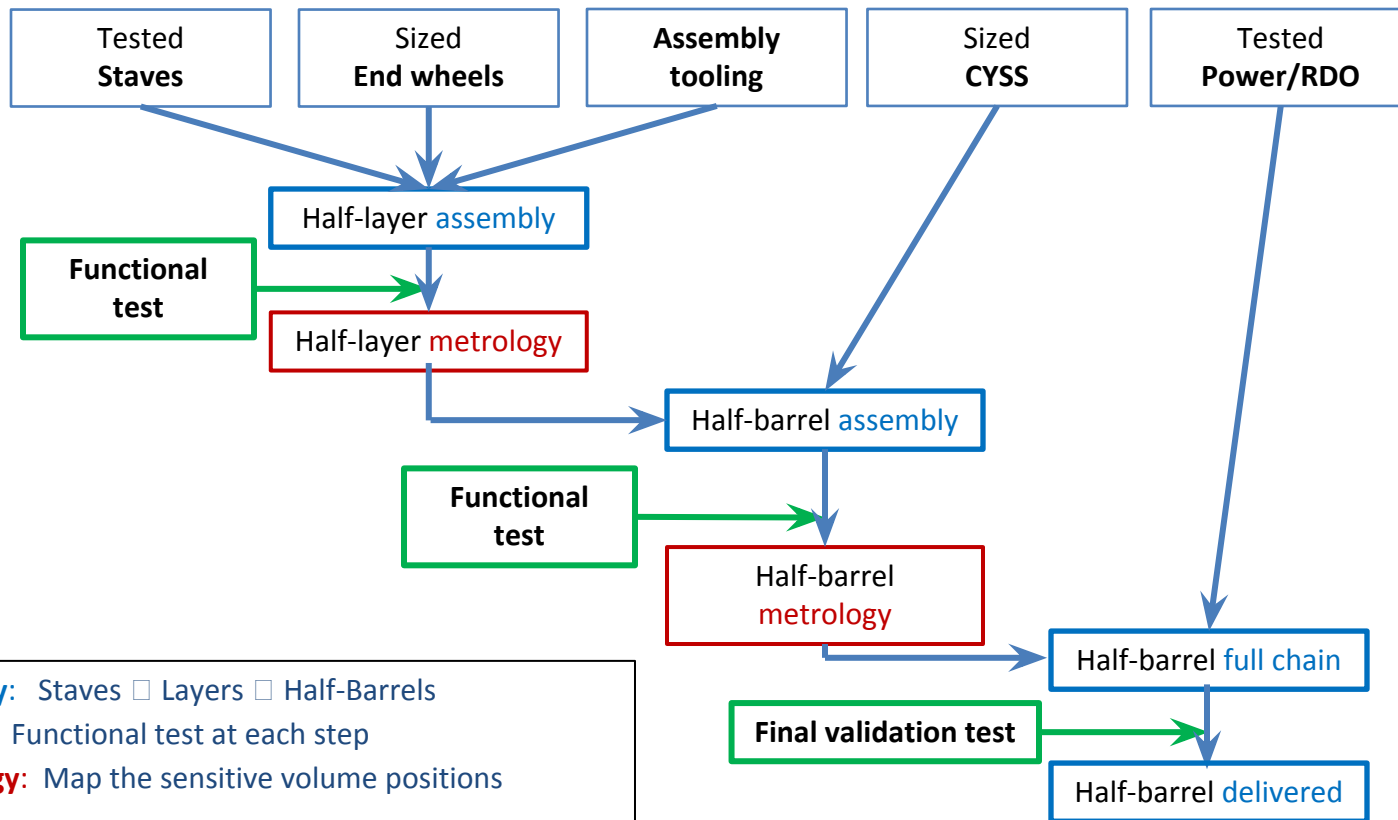 Tested
Staves
Sized
End wheels
Assembly
tooling
Sized
CYSS
Tested
Power/RDO
Half-layer assembly
Functional
test
Half-layer metrology
Half-barrel assembly
Functional
test
Half-barrel
metrology
Half-barrel full chain
Final validation test
Half-barrel delivered
y: Staves □ Layers □ Half-Barrels
Functional test at each step
gy: Map the sensitive volume positions